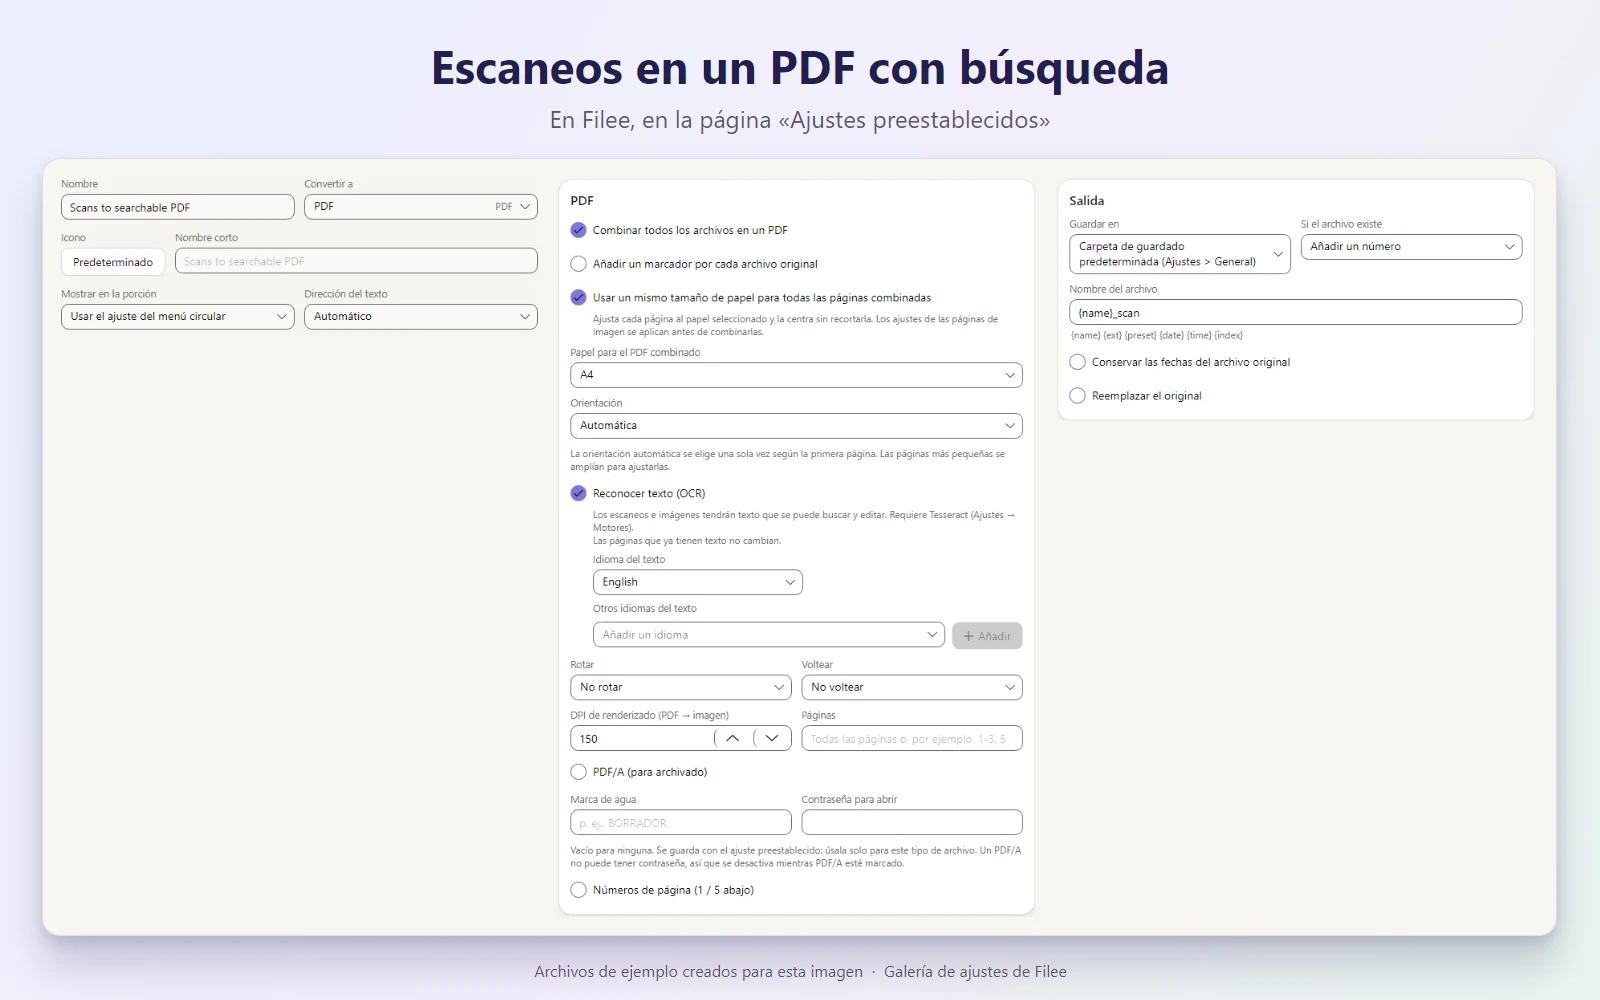 Escaneos en un PDF con búsqueda
En Filee, en la página «Ajustes preestablecidos»
Nombre
Convertir a
Scans to searchable PDF
PDF
PDF
Icono
Nombre corto
Predeterminado
Scans to searchable PDF
Mostrar en la porción
Dirección del texto
Usar el ajuste del menú circular
Automático
PDF
Combinar todos los archivos en un PDF
Añadir un marcador por cada archivo original
Usar un mismo tamaño de papel para todas las páginas combinadas
Ajusta cada página al papel seleccionado y la centra sin recortarla. Los ajustes de las páginas de
imagen se aplican antes de combinarlas.
Papel para el PDF combinado
A4
Orientación
Automática
La orientación automática se elige una sola vez según la primera página. Las páginas más pequeñas se
amplían para ajustarlas.
Reconocer texto (OCR)
Los escaneos e imágenes tendrán texto que se puede buscar y editar. Requiere Tesseract (Ajustes →
Motores).
Las páginas que ya tienen texto no cambian.
Idioma del texto
English
Otros idiomas del texto
Añadir un idioma
+ Añadir
Rotar
Voltear
No rotar
No voltear
DPI de renderizado (PDF → imagen)
Páginas
150
Todas las páginas o, por ejemplo, 1-3, 5
PDF/A (para archivado)
Marca de agua
Contraseña para abrir
p. ej., BORRADOR
Vacío para ninguna. Se guarda con el ajuste preestablecido: úsala solo para este tipo de archivo. Un PDF/A
no puede tener contraseña, así que se desactiva mientras PDF/A esté marcado.
Números de página (1 / 5 abajo)
Salida
Guardar en
Si el archivo existe
Carpeta de guardado
predeterminada (Ajustes > General)
Añadir un número
Nombre del archivo
{name}_scan
{name} {ext} {preset} {date} {time} {index}
Conservar las fechas del archivo original
Reemplazar el original
Archivos de ejemplo creados para esta imagen · Galería de ajustes de Filee